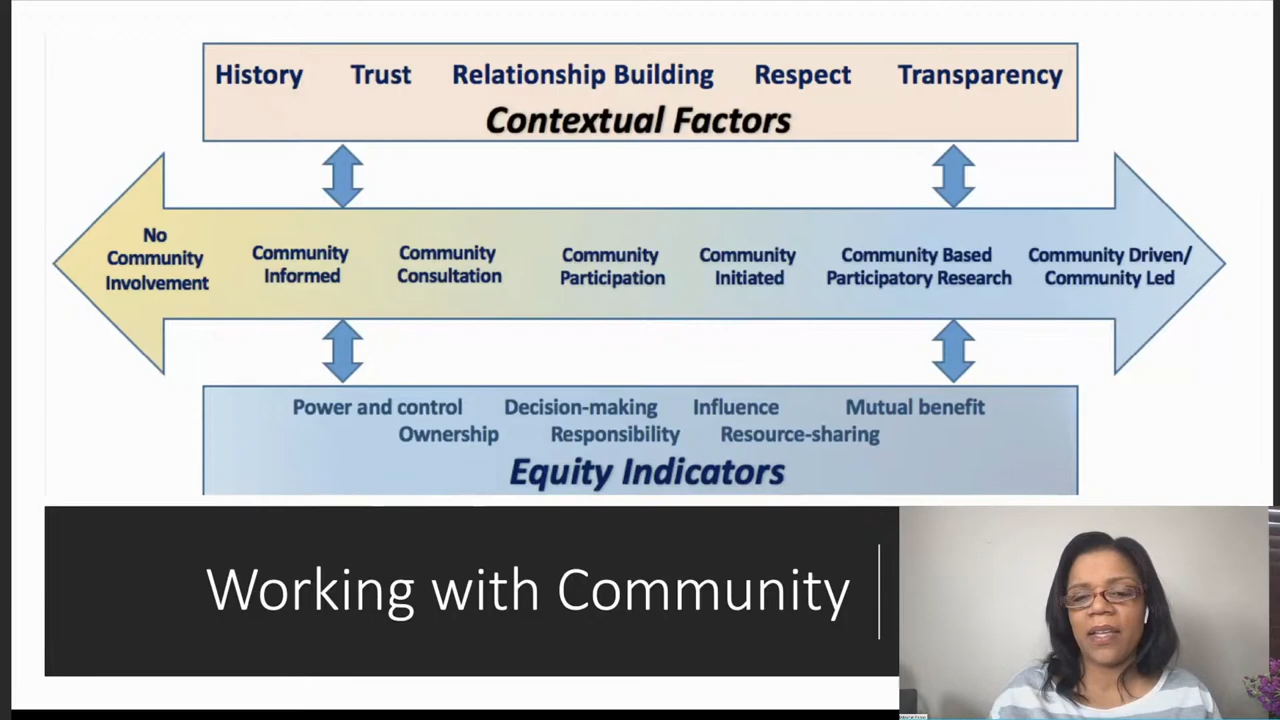 History Trust Relationship Building Respect Transparency
Contextual Factors
No
Community
Involvement
Community
Informed
Community
Consultation
Community
Participation
Community
Initiated
Community Based
Participatory Research
Community Driven/
Community Led
Power and control Decision-making Influence Mutual benefit
Ownership Responsibility Resource-sharing
Equity Indicators
Working with Community